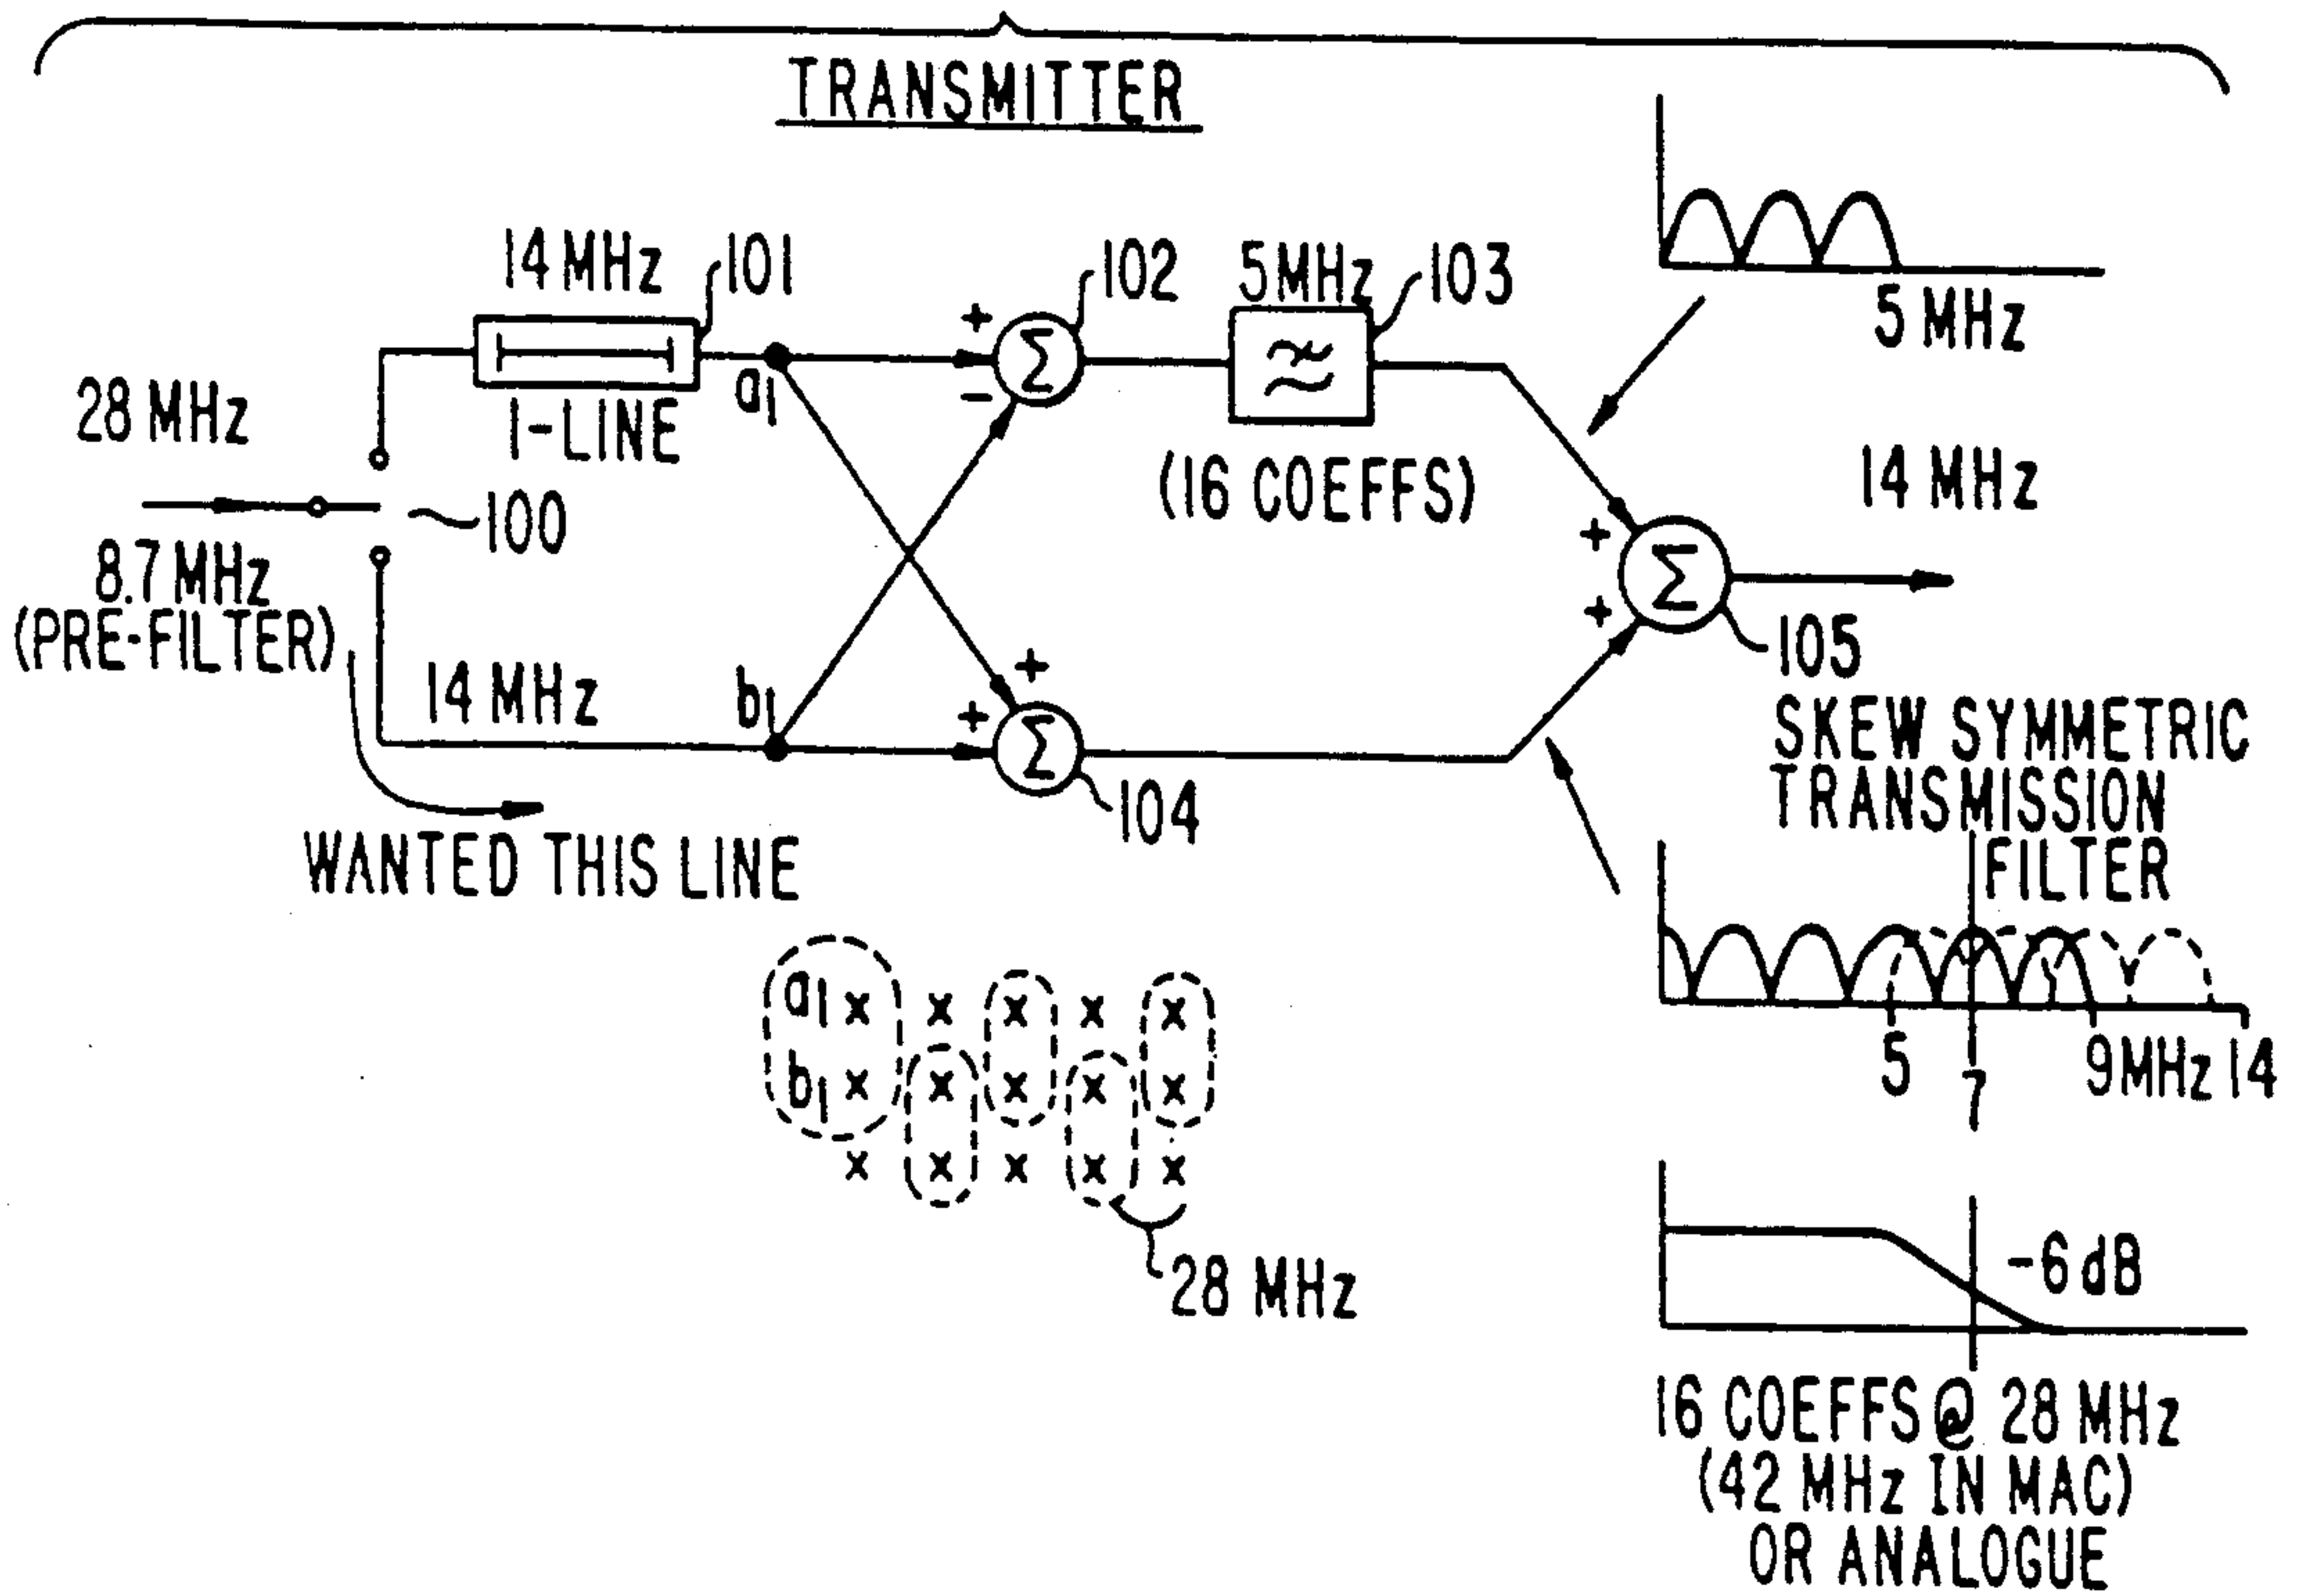 TRANSMITTER
14 MHz
101
102
5MHz
103
5 MHz
28 MHz
a1
+
-
Σ
1-LINE
(16 COEFFS)
14 MHz
100
8.7 MHz
(PRE-FILTER)
+
+
Σ
105
14 MHz
b1
+
+
Σ
104
SKEW SYMMETRIC
TRANSMISSION
FILTER
WANTED THIS LINE
a1 x x x x x
b1 x x x x x
x x x x x
28 MHz
5
7
9MHz
14
-6 dB
16 COEFFS @ 28 MHz
(42 MHz IN MAC)
OR ANALOGUE